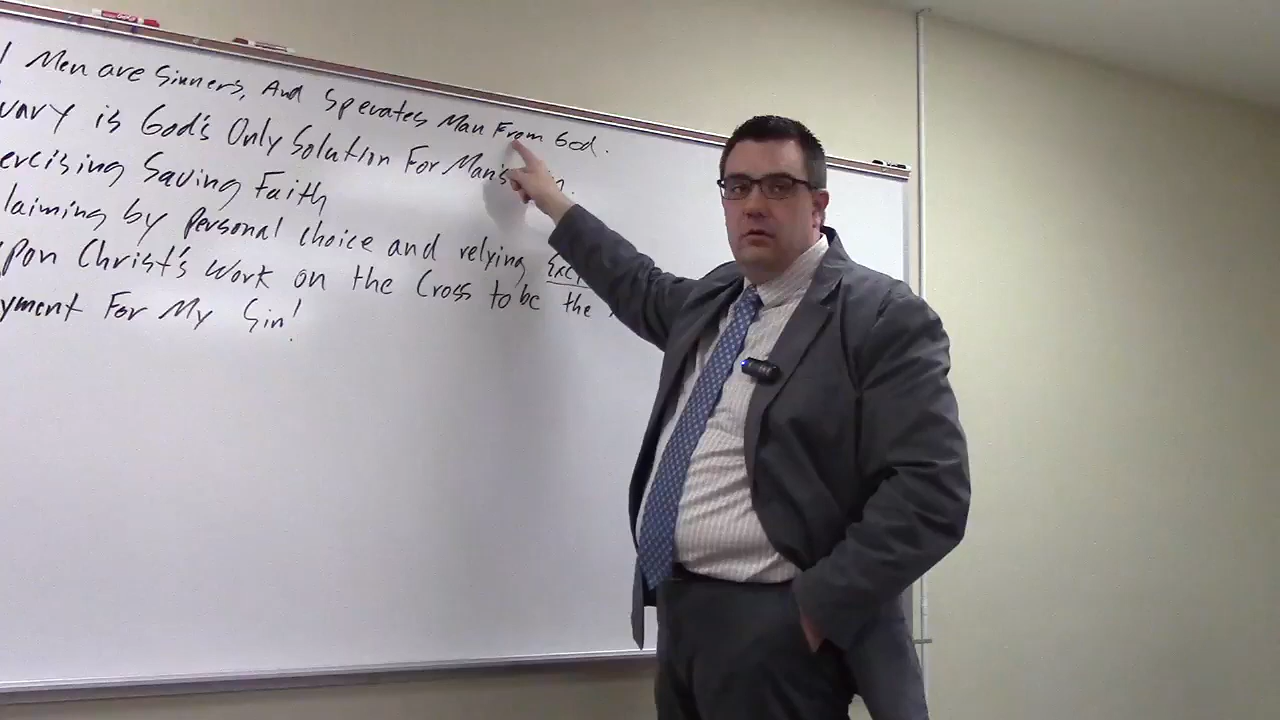 l Men are Sinners, And Sperates Man From God.
vary is God's Only Solution For Man's
ercising Saving Faith
laiming by personal choice and relying
pon Christ's Work on the Cross to be the
yment For My Sin!